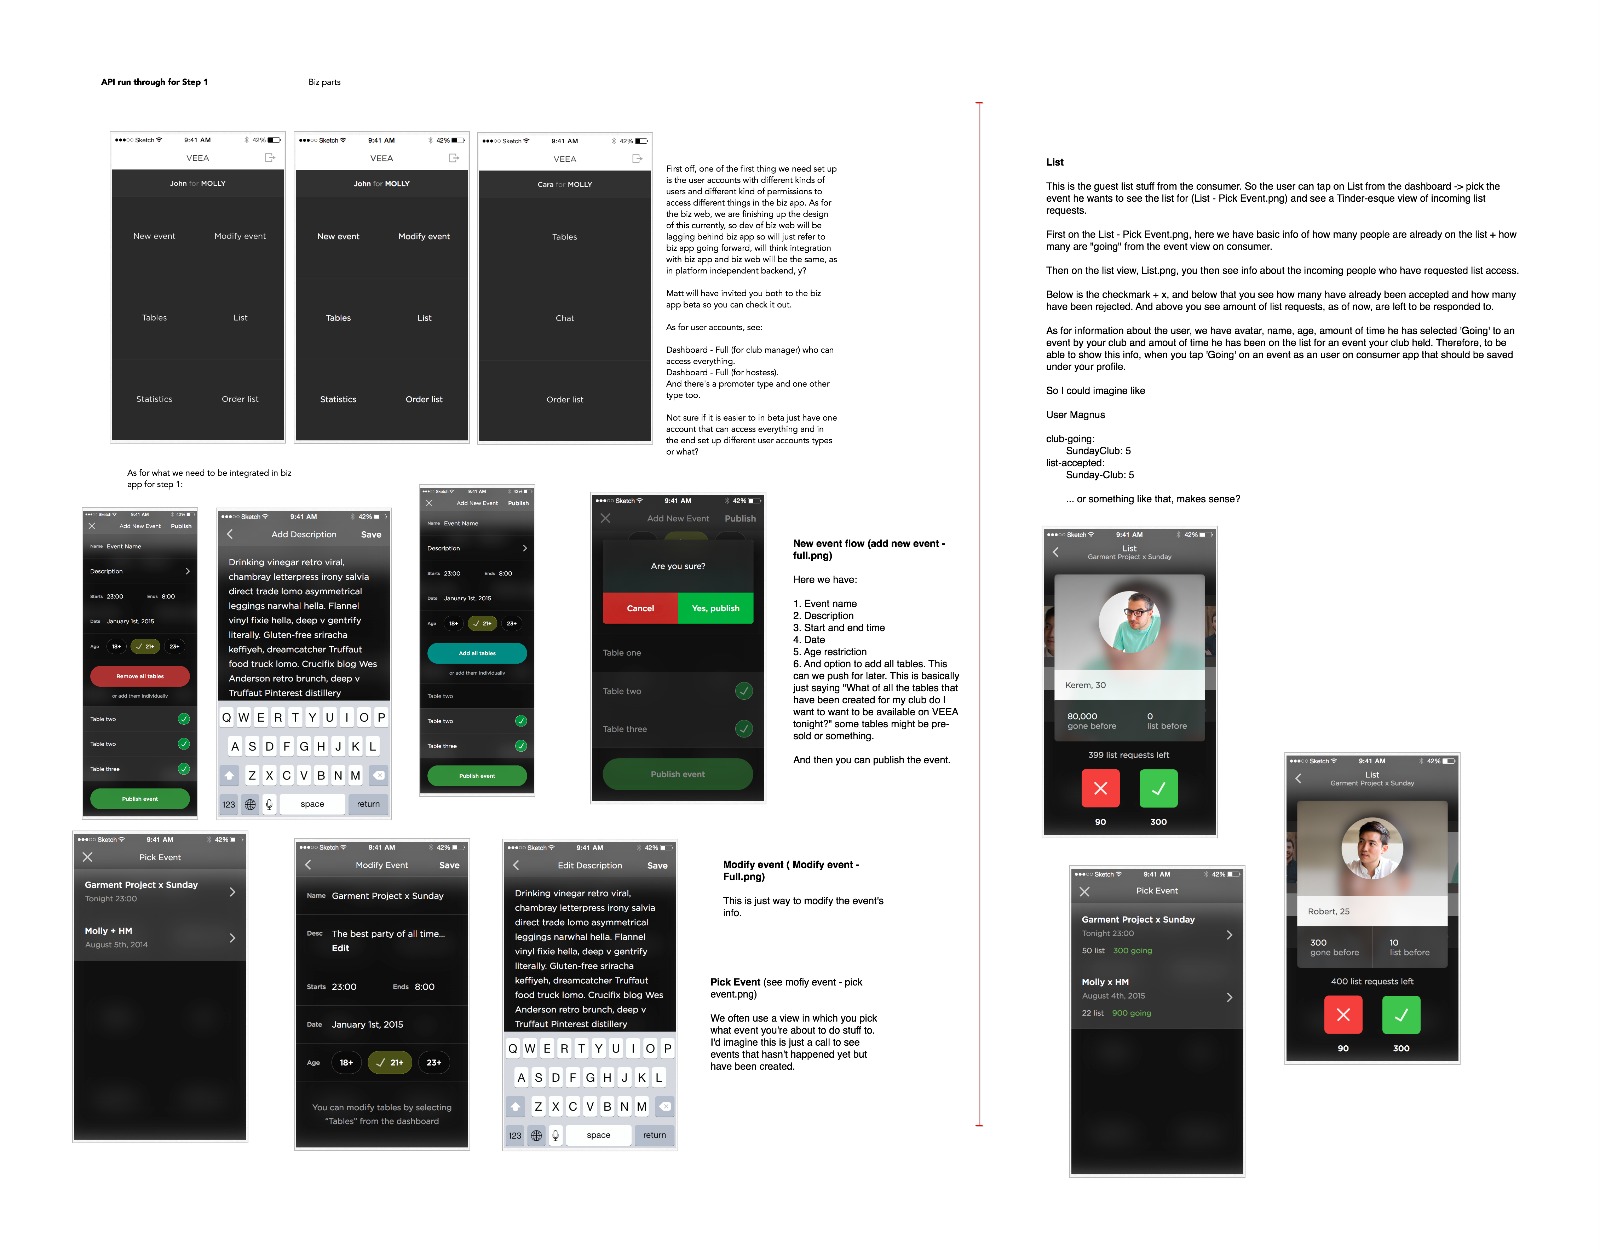 API run through for Step 1
Biz parts
●●●○○ Sketch 9:41 AM 42%
VEEA
John for MOLLY
New event Modify event
Tables List
Statistics Order list
●●●○○ Sketch 9:41 AM 42%
VEEA
John for MOLLY
New event Modify event
Tables List
Statistics Order list
●●●○○ Sketch 9:41 AM 42%
VEEA
Cara for MOLLY
Tables
Chat
Order list
First off, one of the first thing we need set up
is the user accounts with different kinds of
users and different kind of permissions to
access different things in the biz app. As for
the biz web, we are finishing up the design
of this currently, so dev of biz web will be
lagging behind biz app so will just refer to
biz app going forward, will think integration
with biz app and biz web will be the same, as
in platform independent backend, y?
Matt will have invited you both to the biz
app beta so you can check it out.
As for user accounts, see:
Dashboard - Full (for club manager) who can
access everything.
Dashboard - Full (for hostess).
And there's a promoter type and one other
type too.
Not sure if it is easier to in beta just have one
account that can access everything and in
the end set up different user accounts types
or what?
As for what we need to be integrated in biz
app for step 1:
●●●○○ Sketch 9:41 AM 42%
Add New Event Publish
Name Event Name
Description
Starts 23:00 Ends 8:00
Date January 1st, 2015
Age 18+ 21+ 23+
Remove all tables
or add them individually
Table two
Table two
Table three
Publish event
●●●○○ Sketch 9:41 AM 42%
Add Description Save
Drinking vinegar retro viral,
chambray letterpress irony salvia
direct trade lomo asymmetrical
leggings narwhal hella. Flannel
vinyl fixie hella, deep v gentrify
literally. Gluten-free sriracha
keffiyeh, dreamcatcher Truffaut
food truck lomo. Crucifix blog Wes
Anderson retro brunch, deep v
Truffaut Pinterest distillery
Q W E R T Y U I O P
A S D F G H J K L
Z X C V B N M
123 space return
●●●○○ Sketch 9:41 AM 42%
Add New Event Publish
Name Event Name
Description
Starts 23:00 Ends 8:00
Date January 1st, 2015
Age 18+ 21+ 23+
Add all tables
or add them individually
Table two
Table two
Table three
Publish event
●●●○○ Sketch 9:41 AM 42%
Add New Event Publish
Are you sure?
Cancel Yes, publish
Table one
Table two
Table three
Publish event
New event flow (add new event -
full.png)
Here we have:
1. Event name
2. Description
3. Start and end time
4. Date
5. Age restriction
6. And option to add all tables. This
can we push for later. This is basically
just saying "What of all the tables that
have been created for my club do I
want to want to be available on VEEA
tonight?" some tables might be pre-
sold or something.
And then you can publish the event.
●●●○○ Sketch 9:41 AM 42%
Pick Event
Garment Project x Sunday
Tonight 23:00
Molly + HM
August 5th, 2014
●●●○○ Sketch 9:41 AM 42%
Modify Event Save
Name Garment Project x Sunday
Desc The best party of all time...
Edit
Starts 23:00 Ends 8:00
Date January 1st, 2015
Age 18+ 21+ 23+
You can modify tables by selecting
"Tables" from the dashboard
●●●○○ Sketch 9:41 AM 42%
Edit Description Save
Drinking vinegar retro viral,
chambray letterpress irony salvia
direct trade lomo asymmetrical
leggings narwhal hella. Flannel
vinyl fixie hella, deep v gentrify
literally. Gluten-free sriracha
keffiyeh, dreamcatcher Truffaut
food truck lomo. Crucifix blog Wes
Anderson retro brunch, deep v
Truffaut Pinterest distillery
Q W E R T Y U I O P
A S D F G H J K L
Z X C V B N M
123 space return
Modify event ( Modify event -
Full.png)
This is just way to modify the event's
info.
Pick Event (see mofiy event - pick
event.png)
We often use a view in which you pick
what event you're about to do stuff to.
I'd imagine this is just a call to see
events that hasn't happened yet but
have been created.
List
This is the guest list stuff from the consumer. So the user can tap on List from the dashboard -> pick the
event he wants to see the list for (List - Pick Event.png) and see a Tinder-esque view of incoming list
requests.
First on the List - Pick Event.png, here we have basic info of how many people are already on the list + how
many are "going" from the event view on consumer.
Then on the list view, List.png, you then see info about the incoming people who have requested list access.
Below is the checkmark + x, and below that you see how many have already been accepted and how many
have been rejected. And above you see amount of list requests, as of now, are left to be responded to.
As for information about the user, we have avatar, name, age, amount of time he has selected 'Going' to an
event by your club and amout of time he has been on the list for an event your club held. Therefore, to be
able to show this info, when you tap 'Going' on an event as an user on consumer app that should be saved
under your profile.
So I could imagine like
User Magnus
club-going:
SundayClub: 5
list-accepted:
Sunday-Club: 5
... or something like that, makes sense?
●●●○○ Sketch 9:41 AM 42%
List
Garment Project x Sunday
Kerem, 30
80,000 0
gone before list before
399 list requests left
90 300
●●●○○ Sketch 9:41 AM 42%
List
Garment Project x Sunday
Robert, 25
300 10
gone before list before
400 list requests left
90 300
●●●○○ Sketch 9:41 AM 42%
Pick Event
Garment Project x Sunday
Tonight 23:00
50 list 300 going
Molly x HM
August 4th, 2015
22 list 900 going